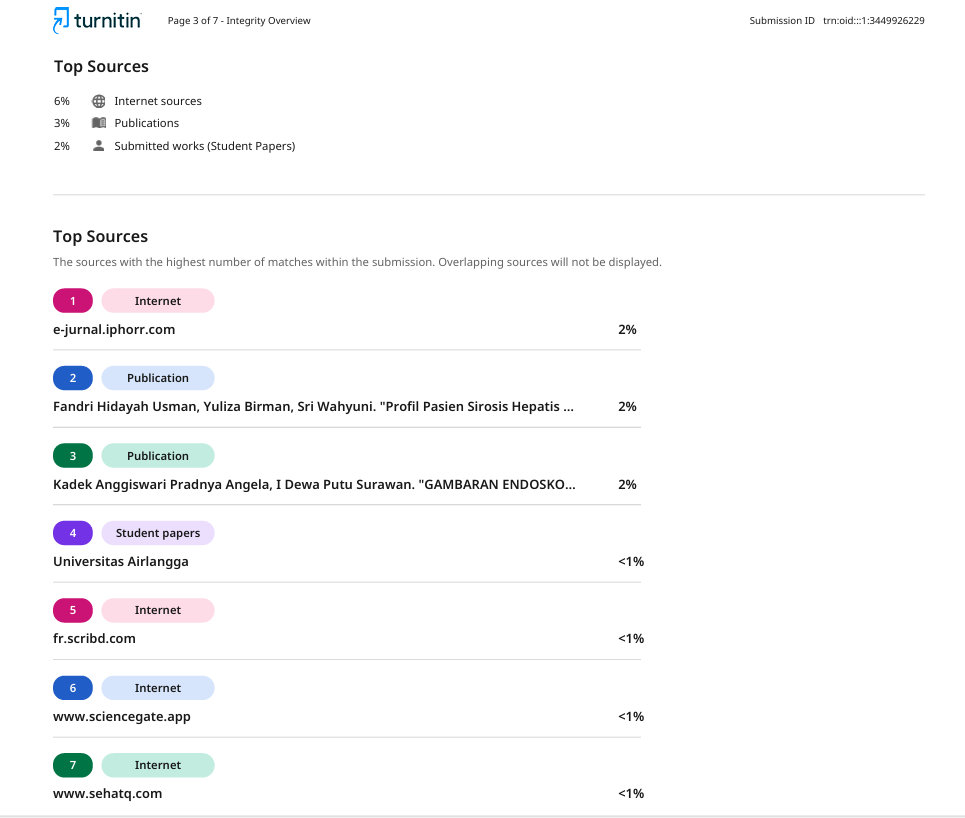 turnitin Page 3 of 7 - Integrity Overview Submission ID trn:oid:::1:3449926229
Top Sources
6% Internet sources
3% Publications
2% Submitted works (Student Papers)
Top Sources
The sources with the highest number of matches within the submission. Overlapping sources will not be displayed.
1 Internet
e-jurnal.iphorr.com 2%
2 Publication
Fandri Hidayah Usman, Yuliza Birman, Sri Wahyuni. "Profil Pasien Sirosis Hepatis ... 2%
3 Publication
Kadek Anggiswari Pradnya Angela, I Dewa Putu Surawan. "GAMBARAN ENDOSKO... 2%
4 Student papers
Universitas Airlangga <1%
5 Internet
fr.scribd.com <1%
6 Internet
www.sciencegate.app <1%
7 Internet
www.sehatq.com <1%